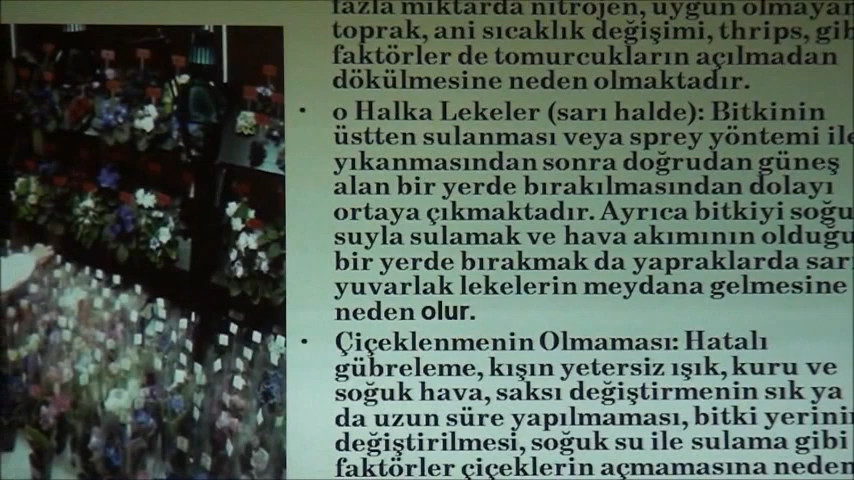 fazla miktarda nitrojen, uygun olmayan
toprak, ani sıcaklık değişimi, thrips, gib
faktörler de tomurcukların açılmadan
dökülmesine neden olmaktadır.
• o Halka Lekeler (sarı halde): Bitkinin
üstten sulanması veya sprey yöntemi ile
yıkanmasından sonra doğrudan güneş
alan bir yerde bırakılmasından dolayı
ortaya çıkmaktadır. Ayrıca bitkiyi soğu
suyla sulamak ve hava akımının olduğu
bir yerde bırakmak da yapraklarda sarı
yuvarlak lekelerin meydana gelmesine
neden olur.
• Çiçeklenmenin Olmaması: Hatalı
gübreleme, kışın yetersiz ışık, kuru ve
soğuk hava, saksı değiştirmenin sık ya
da uzun süre yapılmaması, bitki yerinin
değiştirilmesi, soğuk su ile sulama gibi
faktörler çiçeklerin açmamasına neden